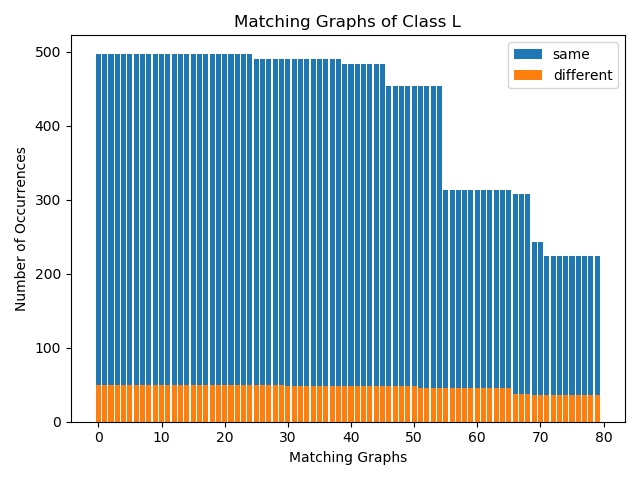 Matching Graphs of Class L
same
different
Number of Occurrences
500
400
300
200
100
0
0 10 20 30 40 50 60 70 80
Matching Graphs